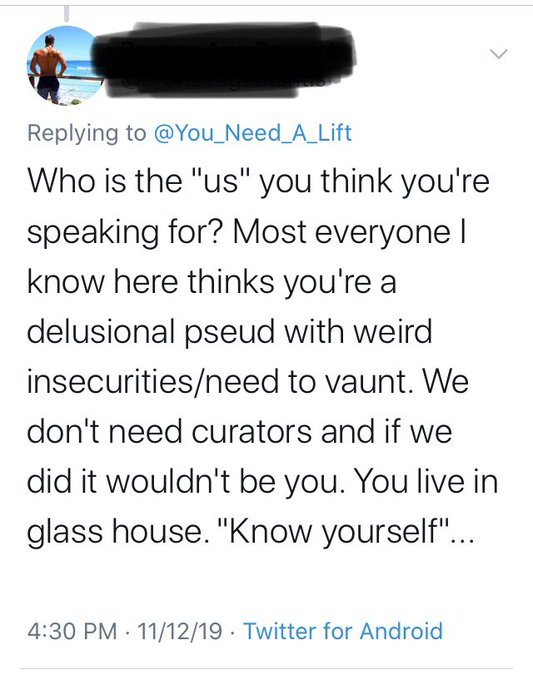 Replying to @You_Need_A_Lift
Who is the "us" you think you're
speaking for? Most everyone I
know here thinks you're a
delusional pseud with weird
insecurities/need to vaunt. We
don't need curators and if we
did it wouldn't be you. You live in
glass house. "Know yourself"...
4:30 PM · 11/12/19 · Twitter for Android